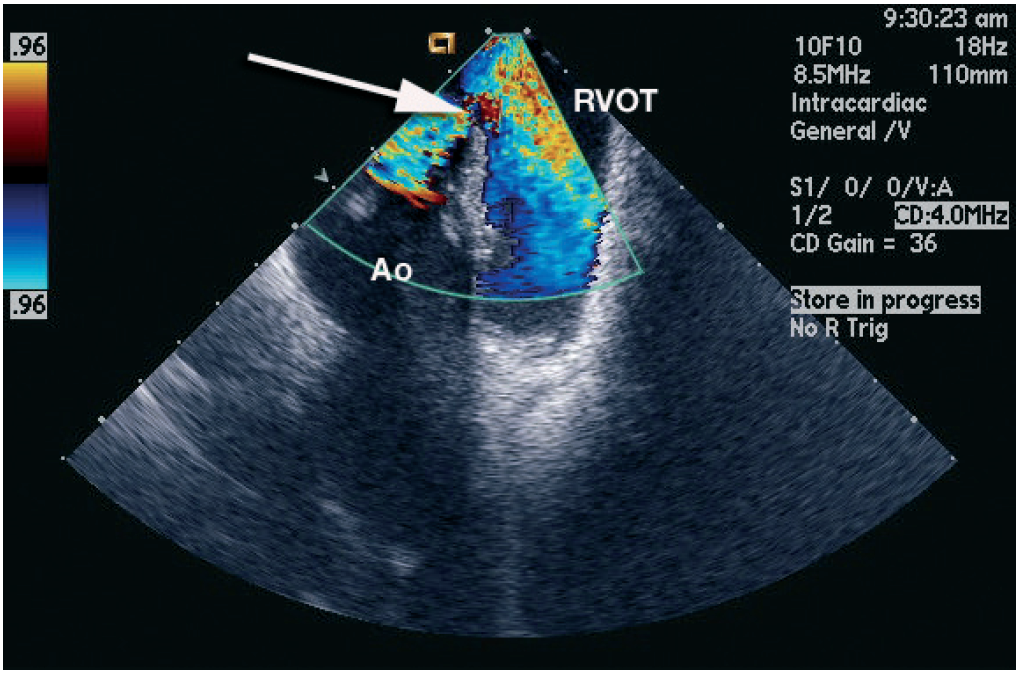 .96
.96
RVOT
Ao
9:30:23 am
10F10 18Hz
8.5MHz 110mm
Intracardiac
General /V
S1/ 0/ 0/V:A
1/2 CD:4.0MHz
CD Gain = 36
Store in progress
No R Trig